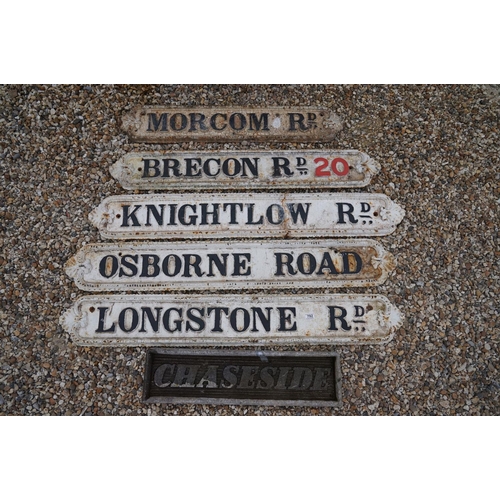 MORCOM RD
BRECON RD 20
KNIGHTLOW RD
OSBORNE ROAD
LONGSTONE RD
CHASESIDE